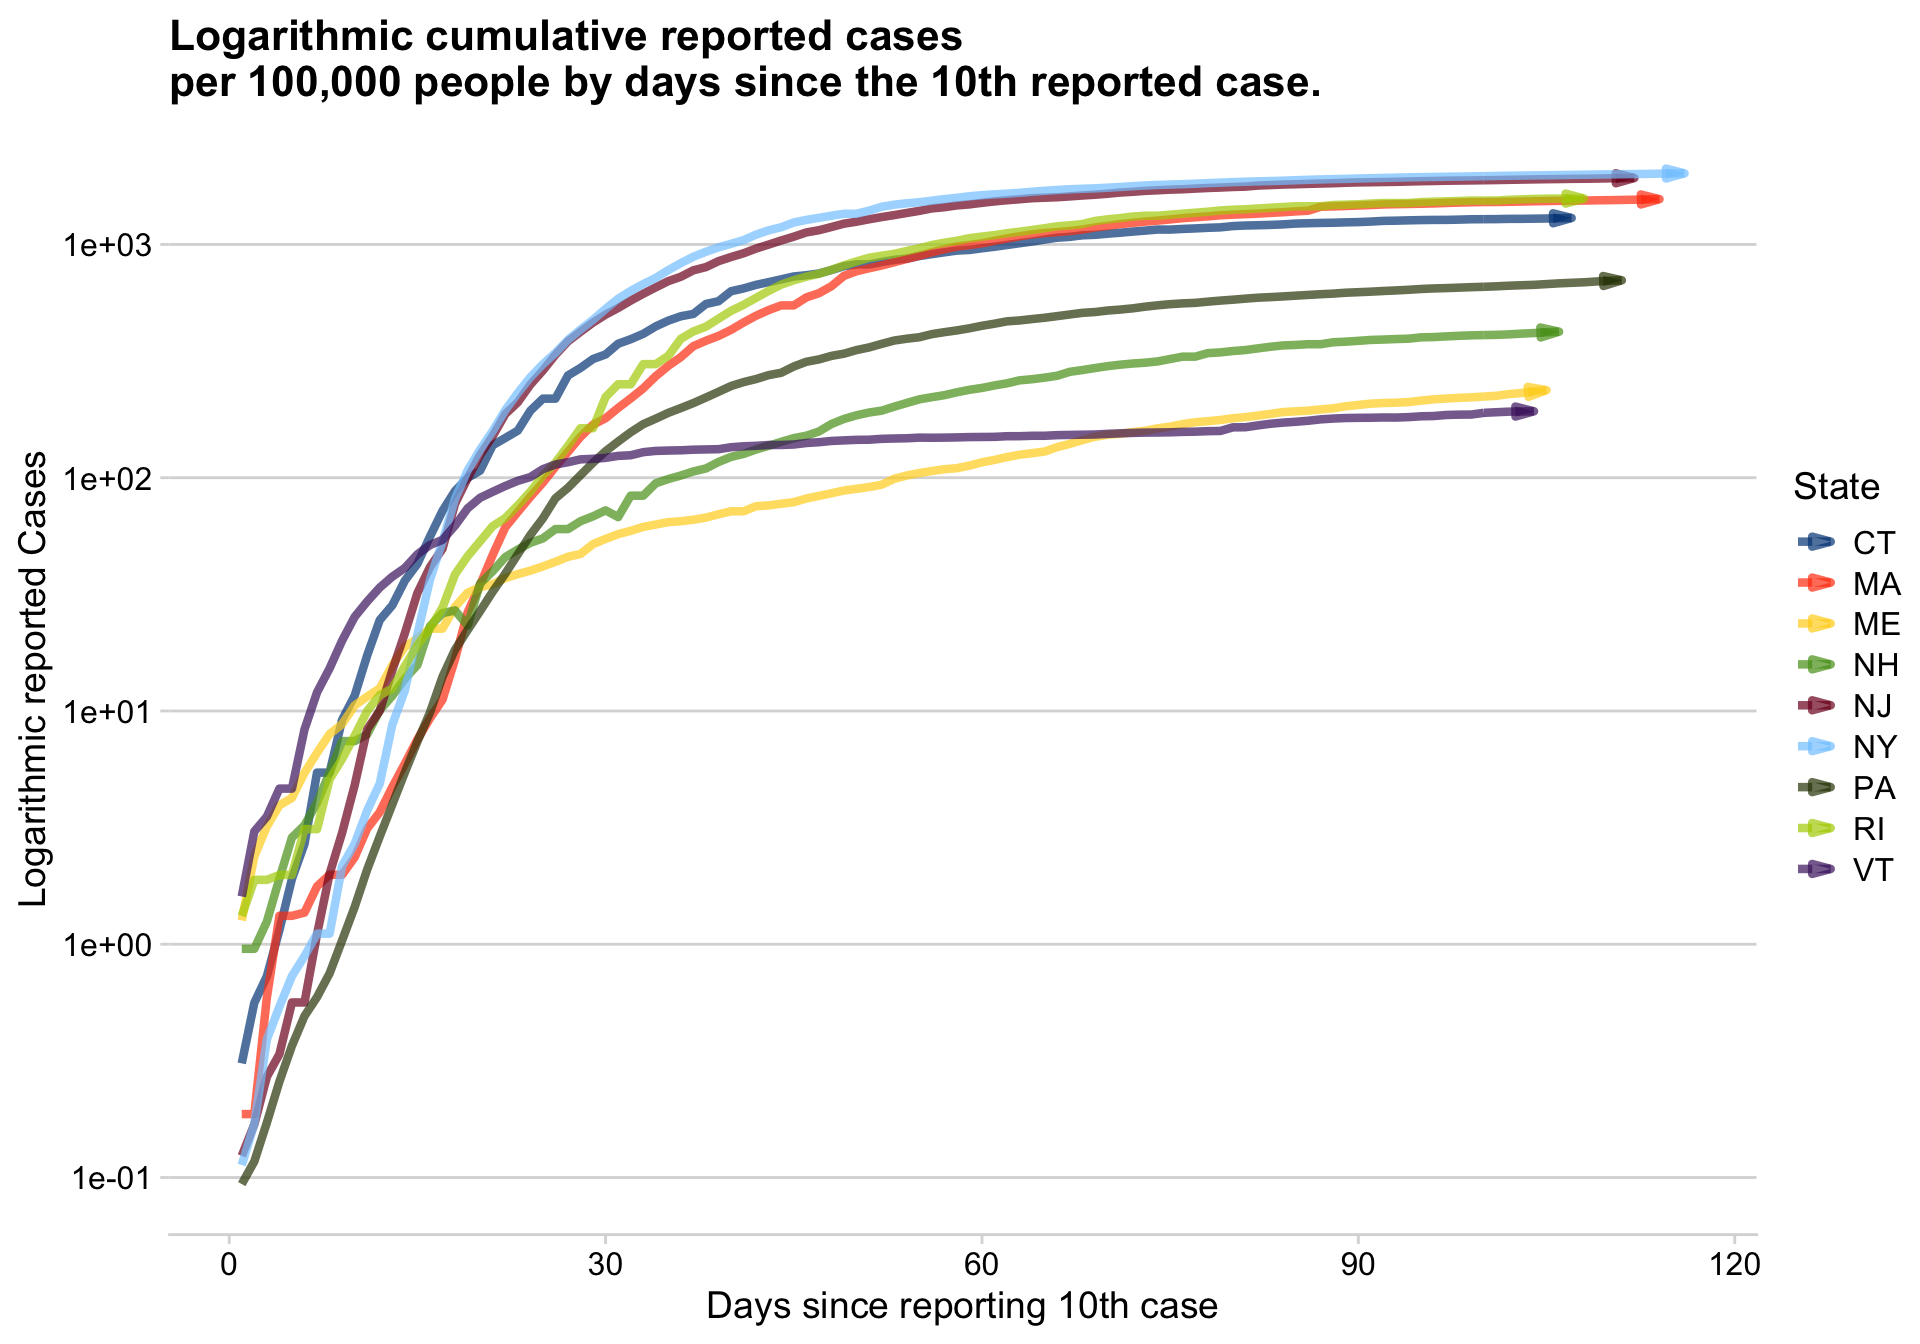 Logarithmic cumulative reported cases
per 100,000 people by days since the 10th reported case.
Logarithmic reported Cases
1e+03
1e+02
1e+01
1e+00
1e-01
0
30
60
90
120
Days since reporting 10th case
State
CT
MA
ME
NH
NJ
NY
PA
RI
VT